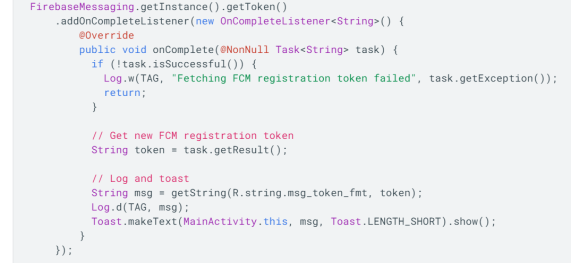 FirebaseMessaging.getInstance().getToken()
    .addOnCompleteListener(new OnCompleteListener<String>() {
        @Override
        public void onComplete(@NonNull Task<String> task) {
          if (!task.isSuccessful()) {
            Log.w(TAG, "Fetching FCM registration token failed", task.getException());
            return;
          }

          // Get new FCM registration token
          String token = task.getResult();

          // Log and toast
          String msg = getString(R.string.msg_token_fmt, token);
          Log.d(TAG, msg);
          Toast.makeText(MainActivity.this, msg, Toast.LENGTH_SHORT).show();
        }
    });